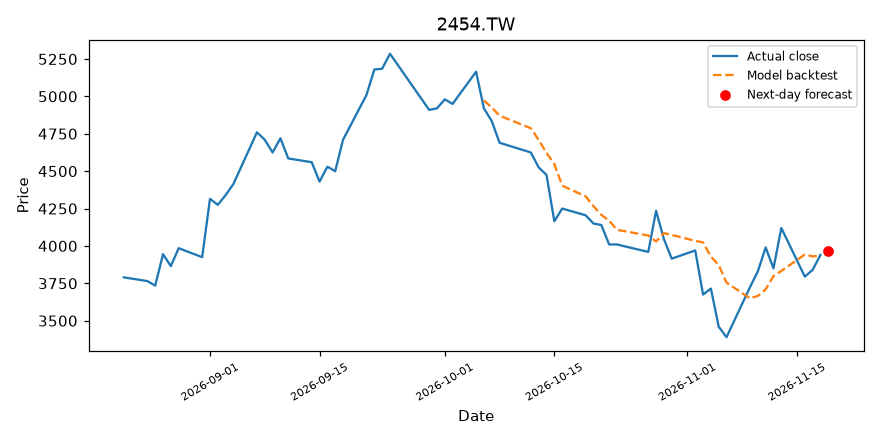 2454.TW
Actual close
Model backtest
Next-day forecast
Price
5250
5000
4750
4500
4250
4000
3750
3500
2026-09-01
2026-09-15
2026-10-01
2026-10-15
2026-11-01
2026-11-15
Date